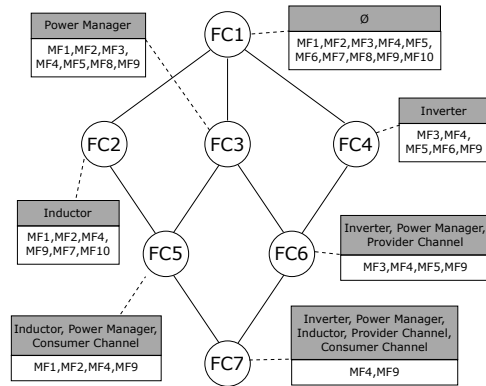 Power Manager
MF1,MF2,MF3,
MF4,MF5,MF8,MF9
FC1
Ø
MF1,MF2,MF3,MF4,MF5,
MF6,MF7,MF8,MF9,MF10
FC2
FC3
FC4
Inverter
MF3,MF4,
MF5,MF6,MF9
Inductor
MF1,MF2,MF4,
MF9,MF7,MF10
FC5
FC6
Inverter, Power Manager,
Provider Channel
MF3,MF4,MF5,MF9
Inductor, Power Manager,
Consumer Channel
MF1,MF2,MF4,MF9
FC7
Inverter, Power Manager,
Inductor, Provider Channel,
Consumer Channel
MF4,MF9